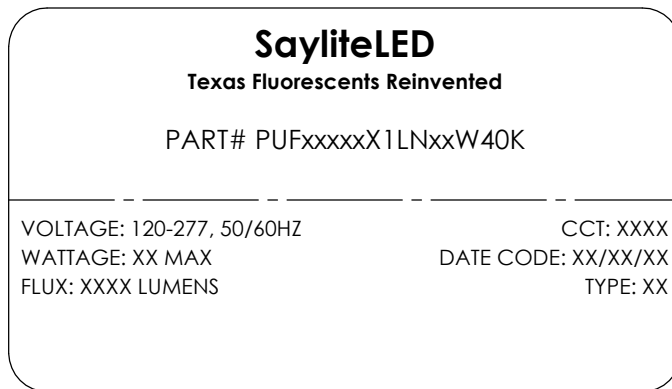 SayliteLED
Texas Fluorescents Reinvented
PART# PUFxxxxxX1LNxxW40K
VOLTAGE: 120-277, 50/60HZ CCT: XXXX
WATTAGE: XX MAX DATE CODE: XX/XX/XX
FLUX: XXXX LUMENS TYPE: XX